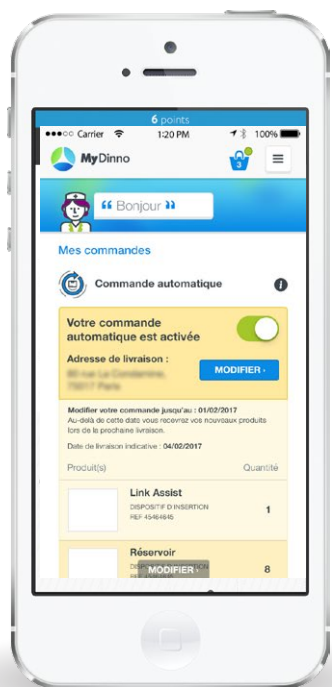 6 points
Carrier 1:20 PM 100%
MyDinno 3
“ Bonjour ”
Mes commandes
Commande automatique i
Votre commande
automatique est activée
Adresse de livraison :
MODIFIER ›
Modifier votre commande jusqu'au : 01/02/2017
Au-delà de cette date vous recevrez vos nouveaux produits
lors de la prochaine livraison.
Date de livraison indicative : 04/02/2017
Produit(s) Quantité
Link Assist
DISPOSITIF D INSERTION 1
REF 45464645
Réservoir
MODIFIER › 8